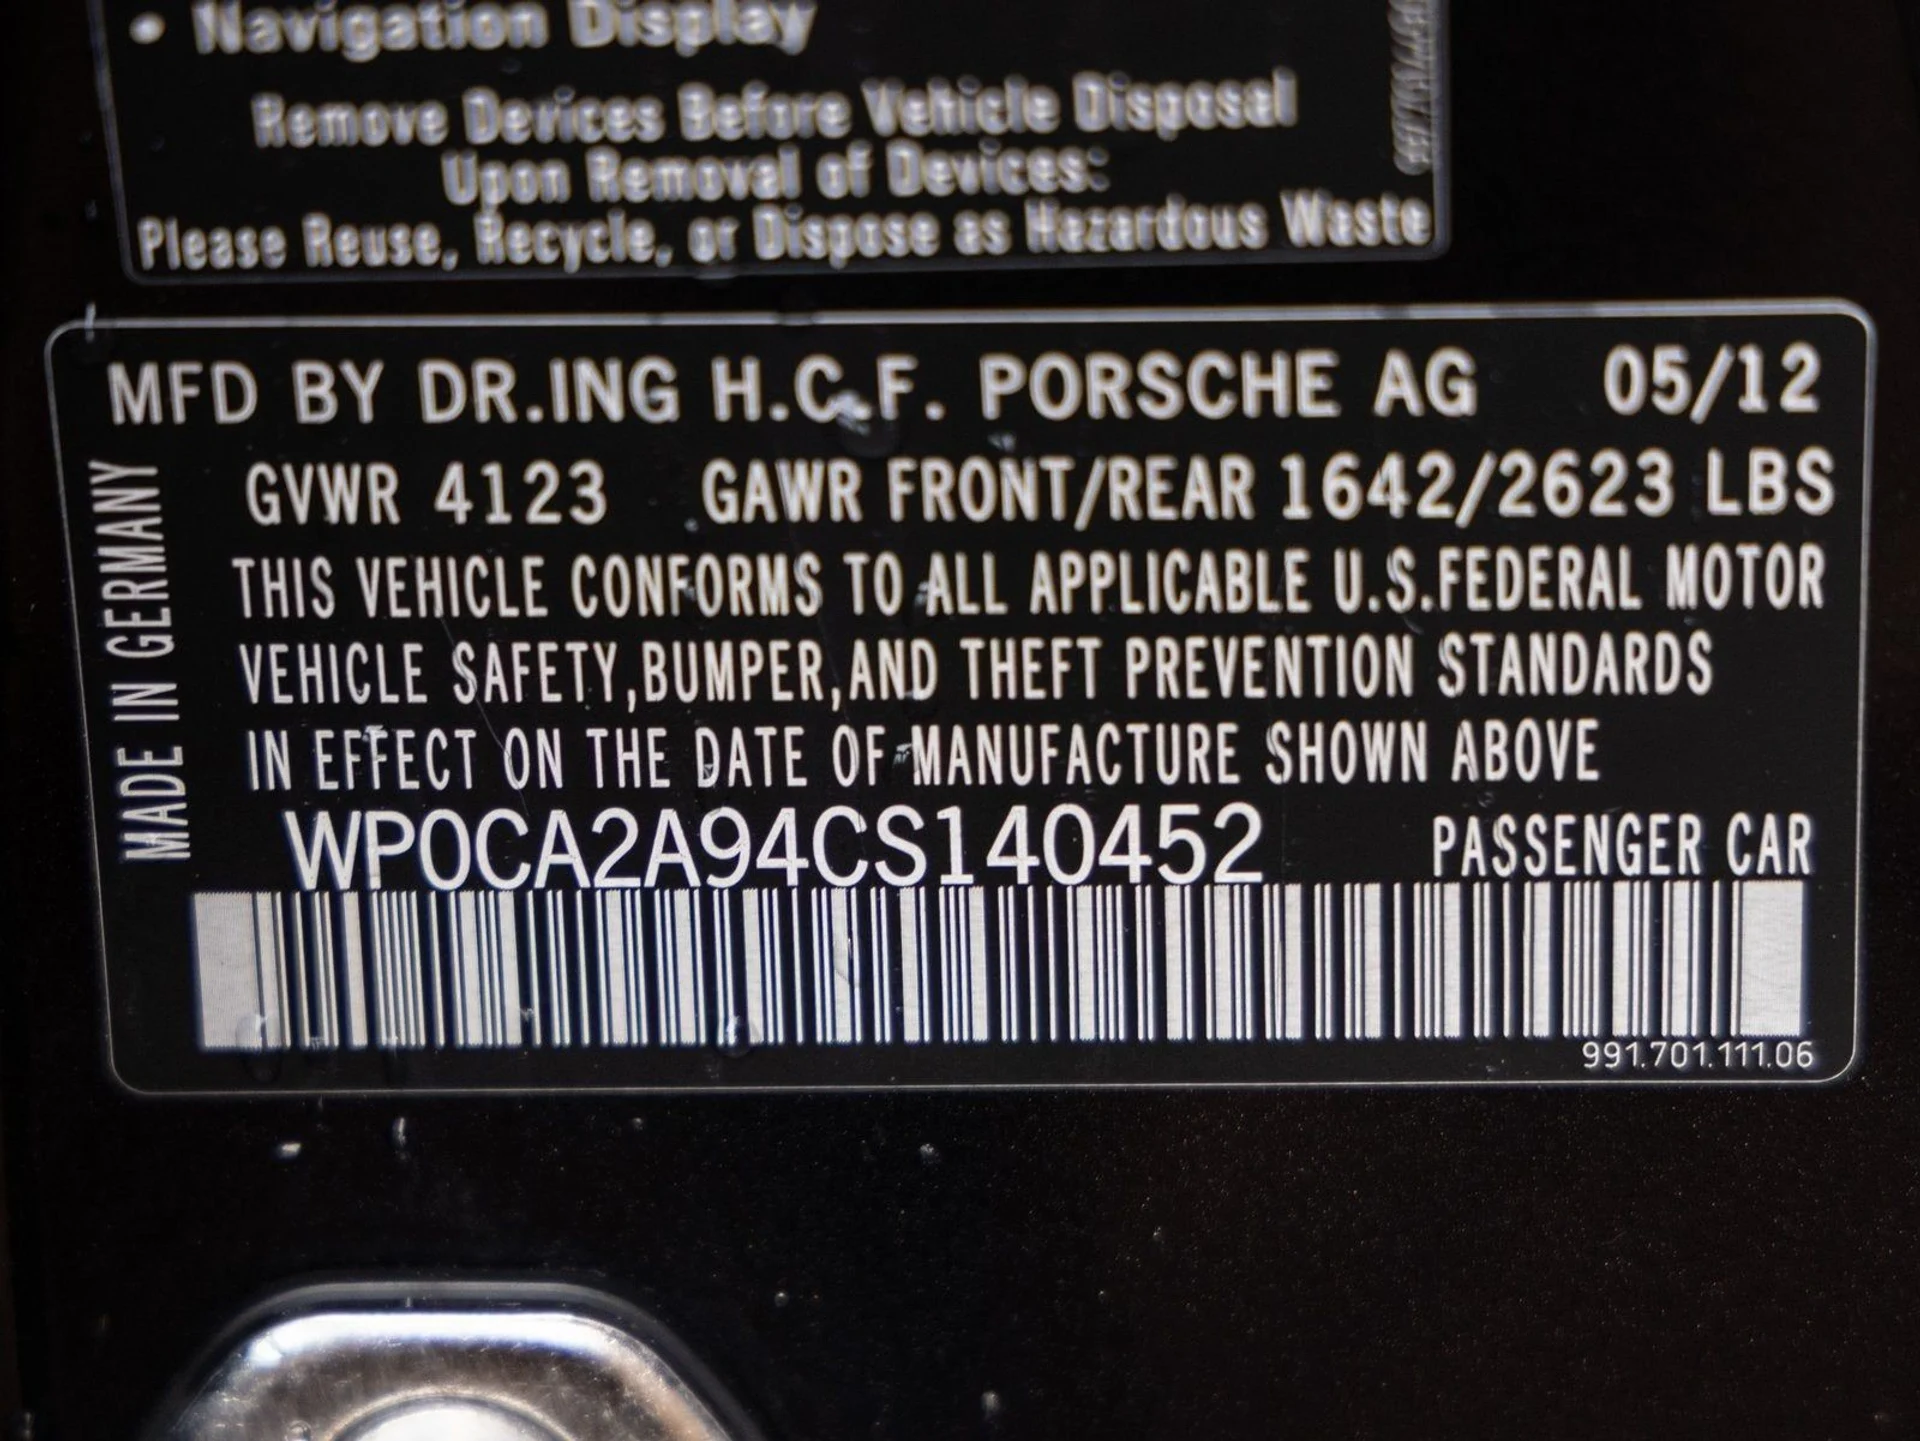 • Navigation Display
Remove Devices Before Vehicle Disposal
Upon Removal of Devices:
Please Reuse, Recycle, or Dispose as Hazardous Waste
MFD BY DR.ING H.C.F. PORSCHE AG 05/12
GVWR 4123 GAWR FRONT/REAR 1642/2623 LBS
THIS VEHICLE CONFORMS TO ALL APPLICABLE U.S.FEDERAL MOTOR
VEHICLE SAFETY,BUMPER,AND THEFT PREVENTION STANDARDS
IN EFFECT ON THE DATE OF MANUFACTURE SHOWN ABOVE
MADE IN GERMANY
WP0CA2A94CS140452 PASSENGER CAR
991.701.111.06